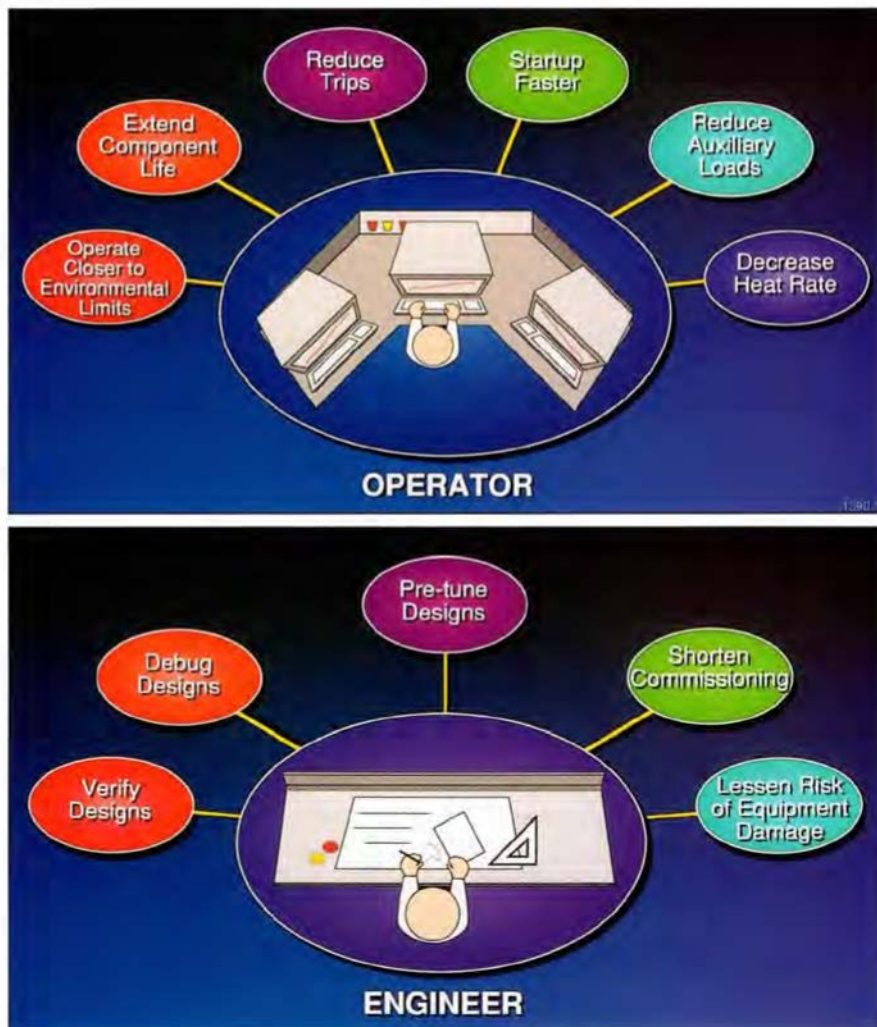 Reduce
Trips
Startup
Faster
Extend
Component
Life
Reduce
Auxiliary
Loads
Operate
Closer to
Environmental
Limits
Decrease
Heat Rate
OPERATOR
Pre-tune
Designs
Debug
Designs
Shorten
Commissioning
Verify
Designs
Lessen Risk
of Equipment
Damage
ENGINEER